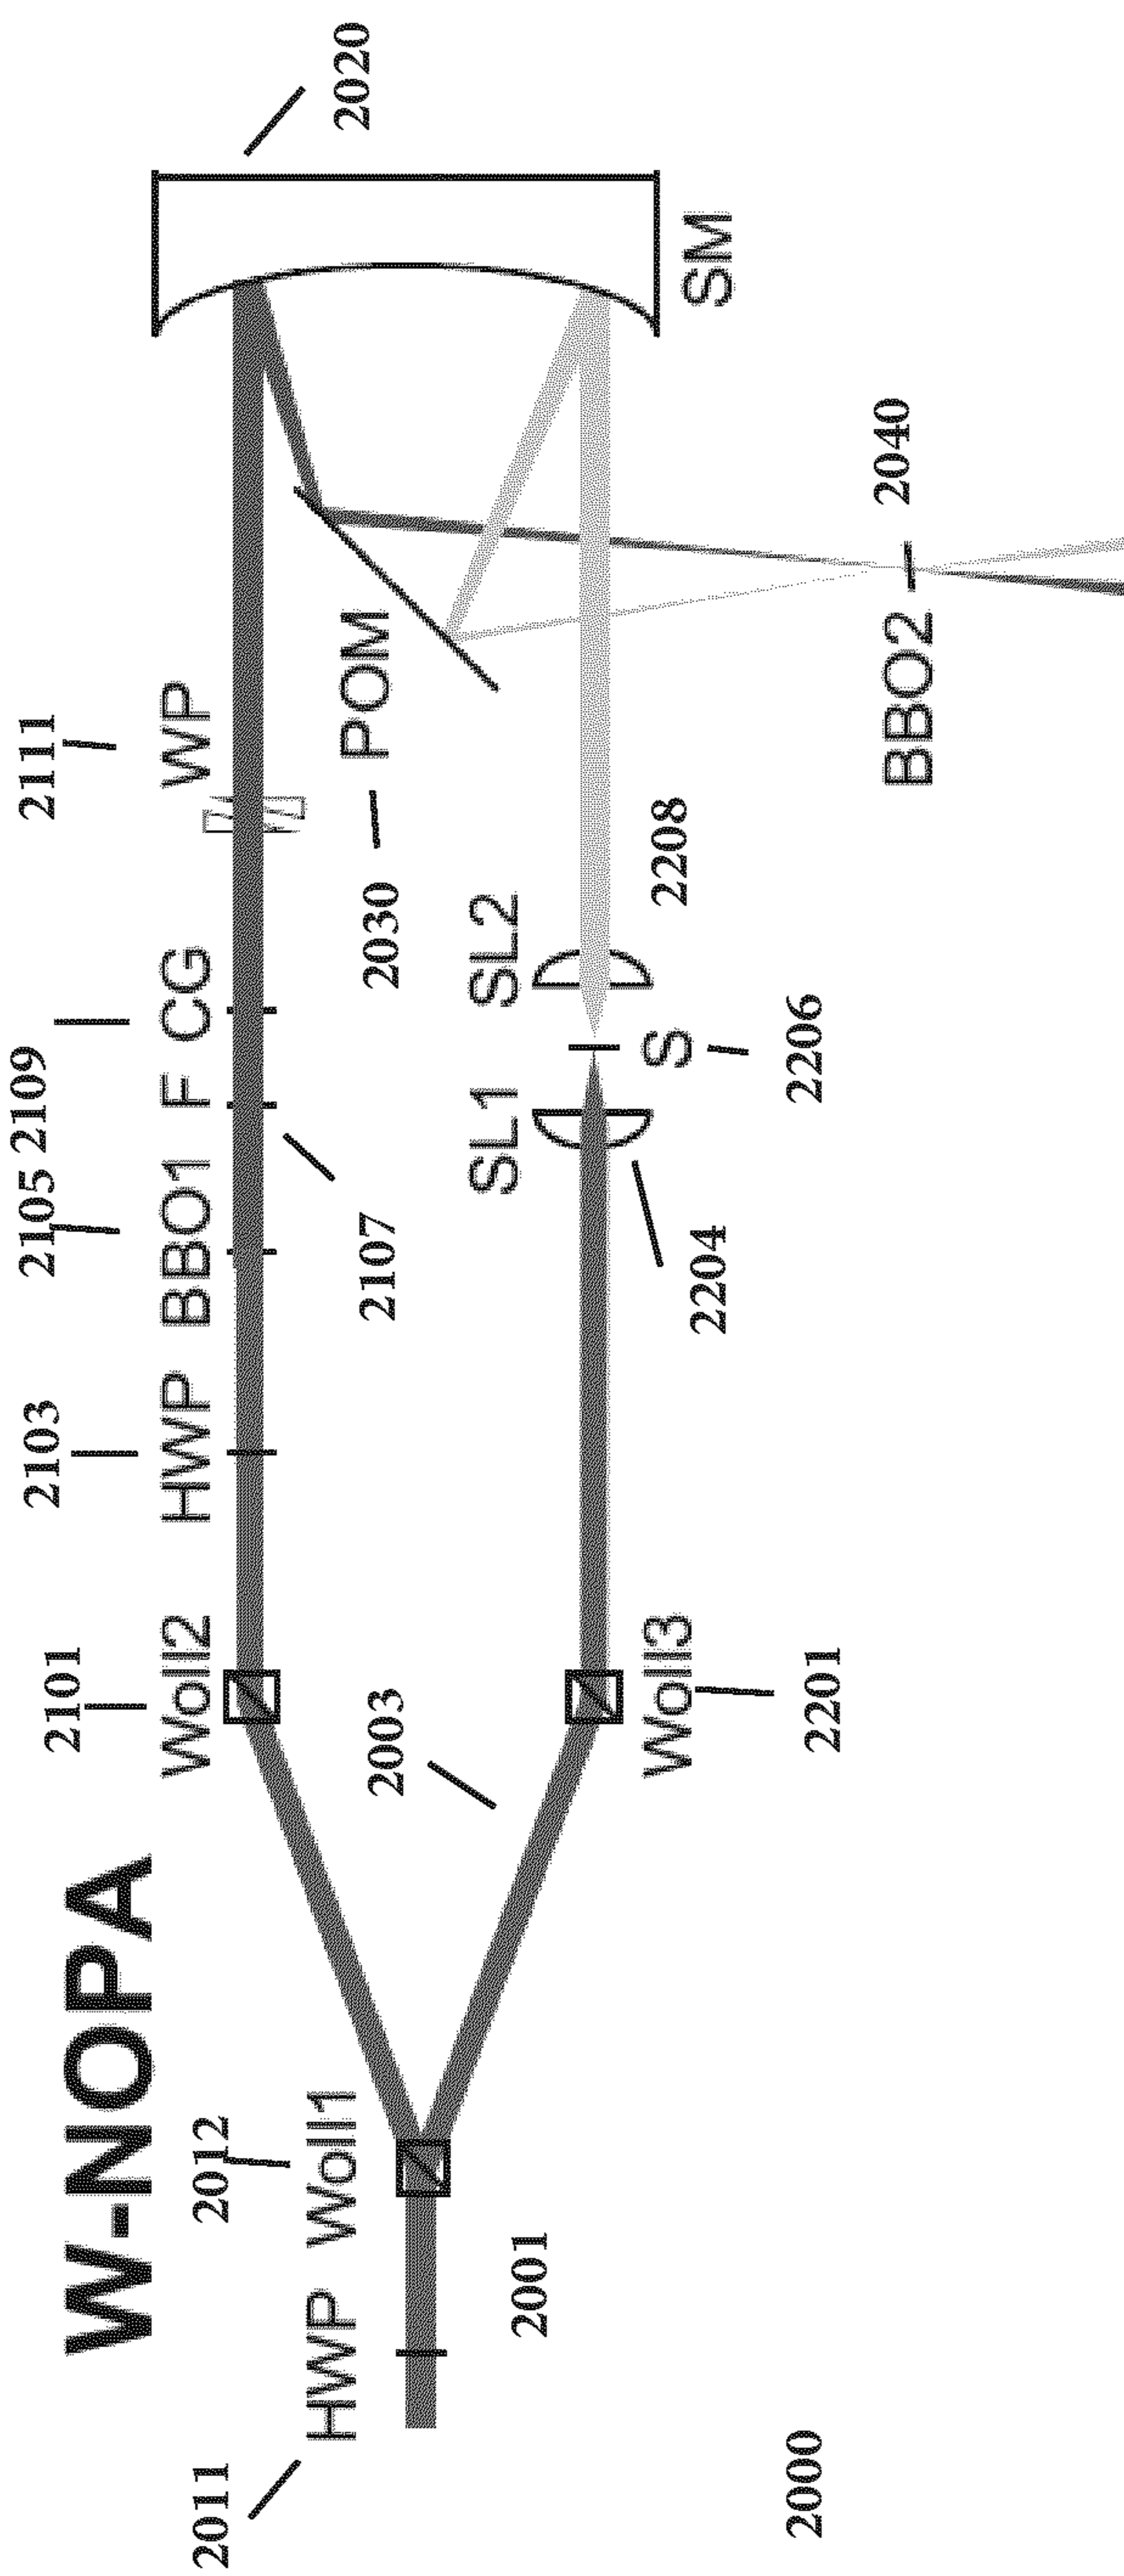 W-NOPA
2011
HWP
2012
Woll1
2001
2003
2101
Woll2
2103
HWP
2105
BBO1
2107
F
2109
CG
2111
WP
2020
SM
2030
POM
2201
Woll3
2204
SL1
2206
S
SL2
2208
BBO2
2040
2000